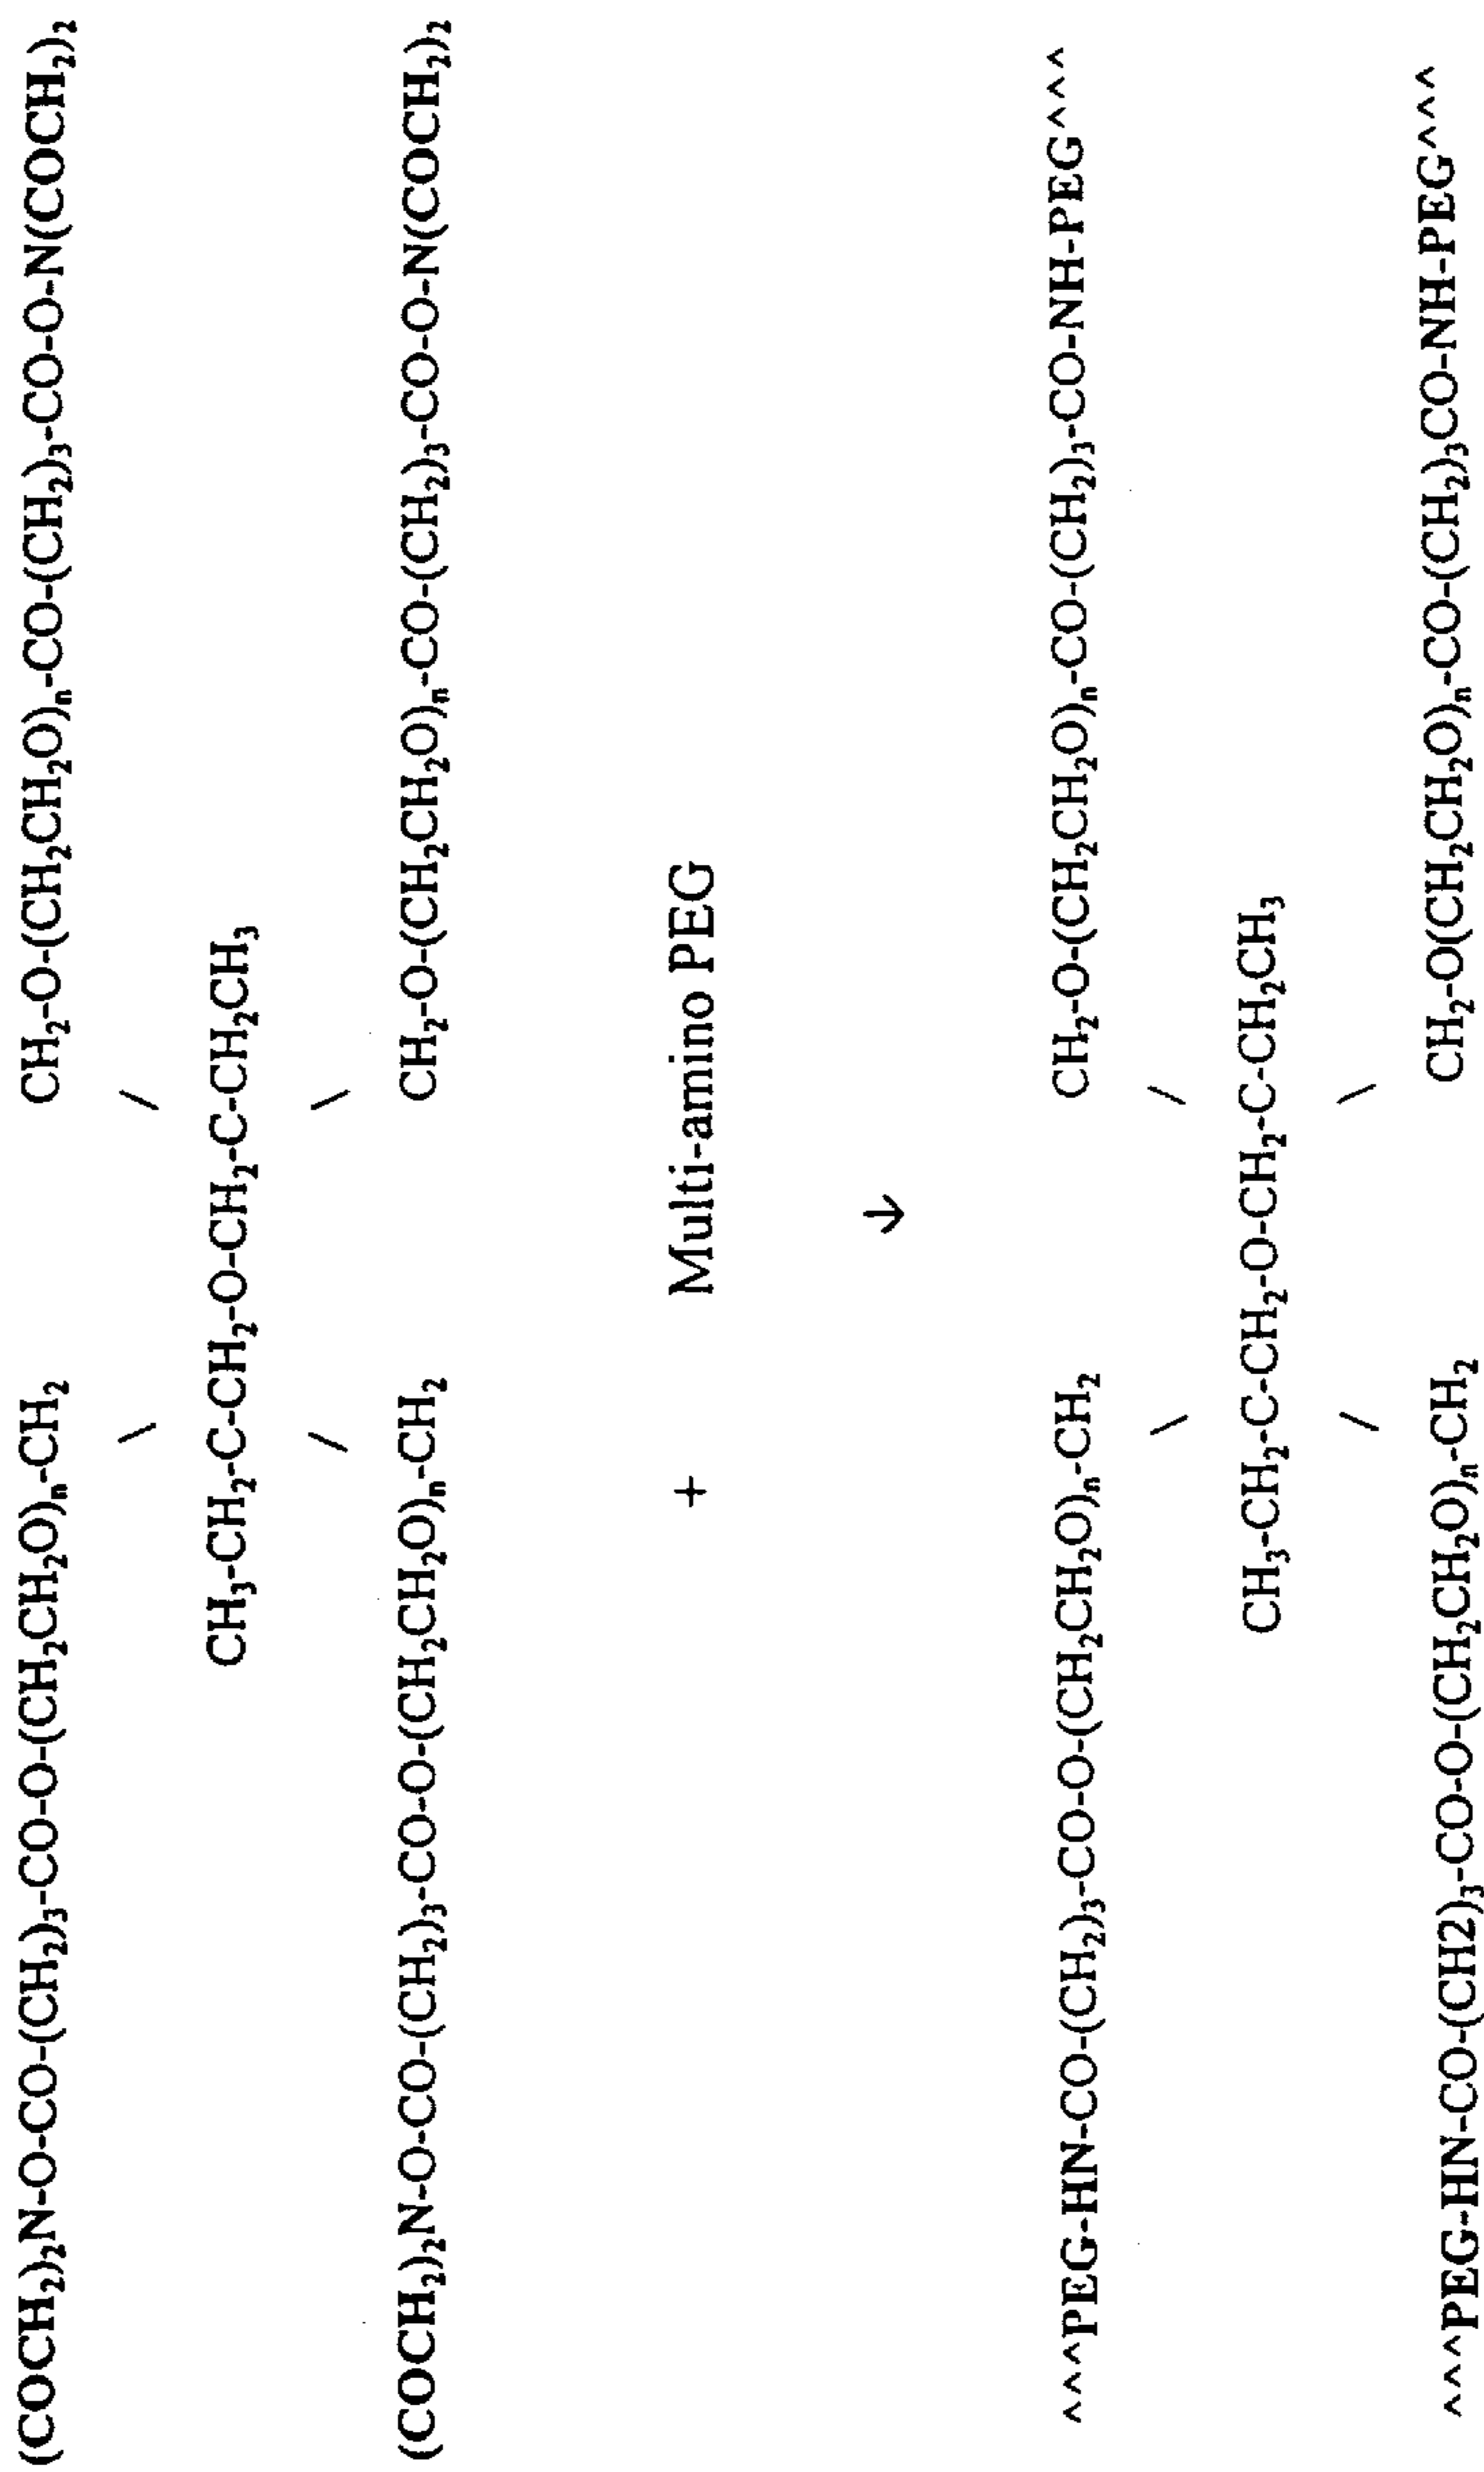 (COCH₂)₂N-O-CO-(CH₂)₃-CO-O-(CH₂CH₂O)ₙ-CH₂ CH₂-O-(CH₂CH₂O)ₙ-CO-(CH₂)₃-CO-O-N(COCH₂)₂
\ /
CH₃-CH₂-C-CH₂-O-CH₂-C-CH₂CH₃
/ \
(COCH₂)₂N-O-CO-(CH₂)₃-CO-O-(CH₂CH₂O)ₙ-CH₂ CH₂-O-(CH₂CH₂O)ₙ-CO-(CH₂)₃-CO-O-N(COCH₂)₂
+ Multi-amino PEG
↓
^^^PEG-HN-CO-(CH₂)₃-CO-O-(CH₂CH₂O)ₙ-CH₂ CH₂-O-(CH₂CH₂O)ₙ-CO-(CH₂)₃-CO-NH-PEG^^^
\ /
CH₃-CH₂-C-CH₂-O-CH₂-C-CH₂CH₃
/ \
^^^PEG-HN-CO-(CH2)₃-CO-O-(CH₂CH₂O)ₙ-CH₂ CH₂-O(CH₂CH₂O)ₙ-CO-(CH₂)₃CO-NH-PEG^^^